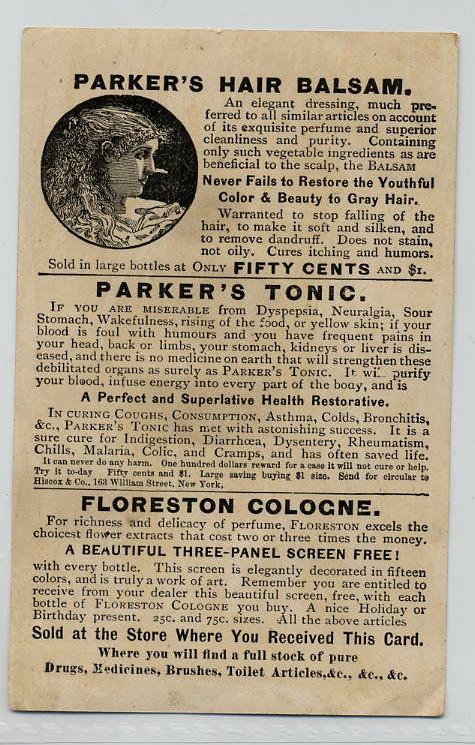 PARKER'S HAIR BALSAM.
An elegant dressing, much pre-
ferred to all similar articles on account
of its exquisite perfume and superior
cleanliness and purity. Containing
only such vegetable ingredients as are
beneficial to the scalp, the BALSAM
Never Fails to Restore the Youthful
Color & Beauty to Gray Hair.
Warranted to stop falling of the
hair, to make it soft and silken, and
to remove dandruff. Does not stain,
not oily. Cures itching and humors.
Sold in large bottles at ONLY FIFTY CENTS AND $1.
PARKER'S TONIC.
IF YOU ARE MISERABLE from Dyspepsia, Neuralgia, Sour
Stomach, Wakefulness, rising of the food, or yellow skin; if your
blood is foul with humours and you have frequent pains in
your head, back or limbs, your stomach, kidneys or liver is dis-
eased, and there is no medicine on earth that will strengthen these
debilitated organs as surely as PARKER'S TONIC. It wi.. purify
your blood, infuse energy into every part of the body, and is
A Perfect and Superlative Health Restorative.
IN CURING COUGHS, CONSUMPTION, Asthma, Colds, Bronchitis,
&c., PARKER'S TONIC has met with astonishing success. It is a
sure cure for Indigestion, Diarrhœa, Dysentery, Rheumatism,
Chills, Malaria, Colic, and Cramps, and has often saved life.
It can never do any harm. One hundred dollars reward for a case it will not cure or help.
Try it to-day Fifty cents and $1. Large saving buying $1 size. Send for circular to
Hiscox & Co., 163 William Street, New York,
FLORESTON COLOGNE.
For richness and delicacy of perfume, FLORESTON excels the
choicest flower extracts that cost two or three times the money.
A BEAUTIFUL THREE-PANEL SCREEN FREE!
with every bottle. This screen is elegantly decorated in fifteen
colors, and is truly a work of art. Remember you are entitled to
receive from your dealer this beautiful screen, free, with each
bottle of FLORESTON COLOGNE you buy. A nice Holiday or
Birthday present. 25c. and 75c. sizes. All the above articles
Sold at the Store Where You Received This Card.
Where you will find a full stock of pure
Drugs, Medicines, Brushes, Toilet Articles,&c., &c., &c.